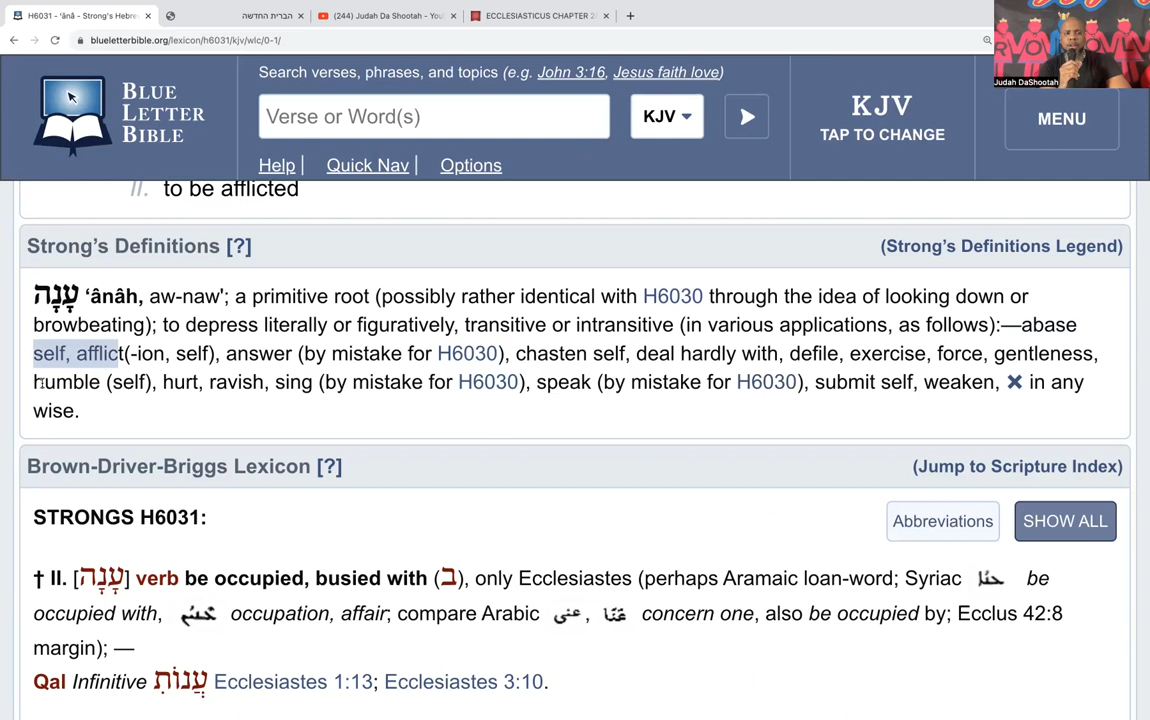 H6031 - ʿānâ - Strong's Hebre
הברית החדשה
(244) Judah Da Shootah - You
ECCLESIASTICUS CHAPTER 2
blueletterbible.org/lexicon/h6031/kjv/wlc/0-1/
Judah DaShootah
BLUE
LETTER
BIBLE
Search verses, phrases, and topics (e.g. John 3:16, Jesus faith love)
Verse or Word(s)
KJV
Help | Quick Nav | Options
KJV
TAP TO CHANGE
MENU
II. to be afflicted
Strong’s Definitions [?]
(Strong’s Definitions Legend)
עָנָה ʻânâh, aw-naw'; a primitive root (possibly rather identical with H6030 through the idea of looking down or
browbeating); to depress literally or figuratively, transitive or intransitive (in various applications, as follows):—abase
self, afflict(-ion, self), answer (by mistake for H6030), chasten self, deal hardly with, defile, exercise, force, gentleness,
humble (self), hurt, ravish, sing (by mistake for H6030), speak (by mistake for H6030), submit self, weaken, × in any
wise.
Brown-Driver-Briggs Lexicon [?]
(Jump to Scripture Index)
STRONGS H6031:
Abbreviations
SHOW ALL
† II. [עָנָה] verb be occupied, busied with (ב), only Ecclesiastes (perhaps Aramaic loan-word; Syriac be
occupied with, occupation, affair; compare Arabic concern one, also be occupied by; Ecclus 42:8
margin); —
Qal Infinitive עֲנוֹת Ecclesiastes 1:13; Ecclesiastes 3:10.